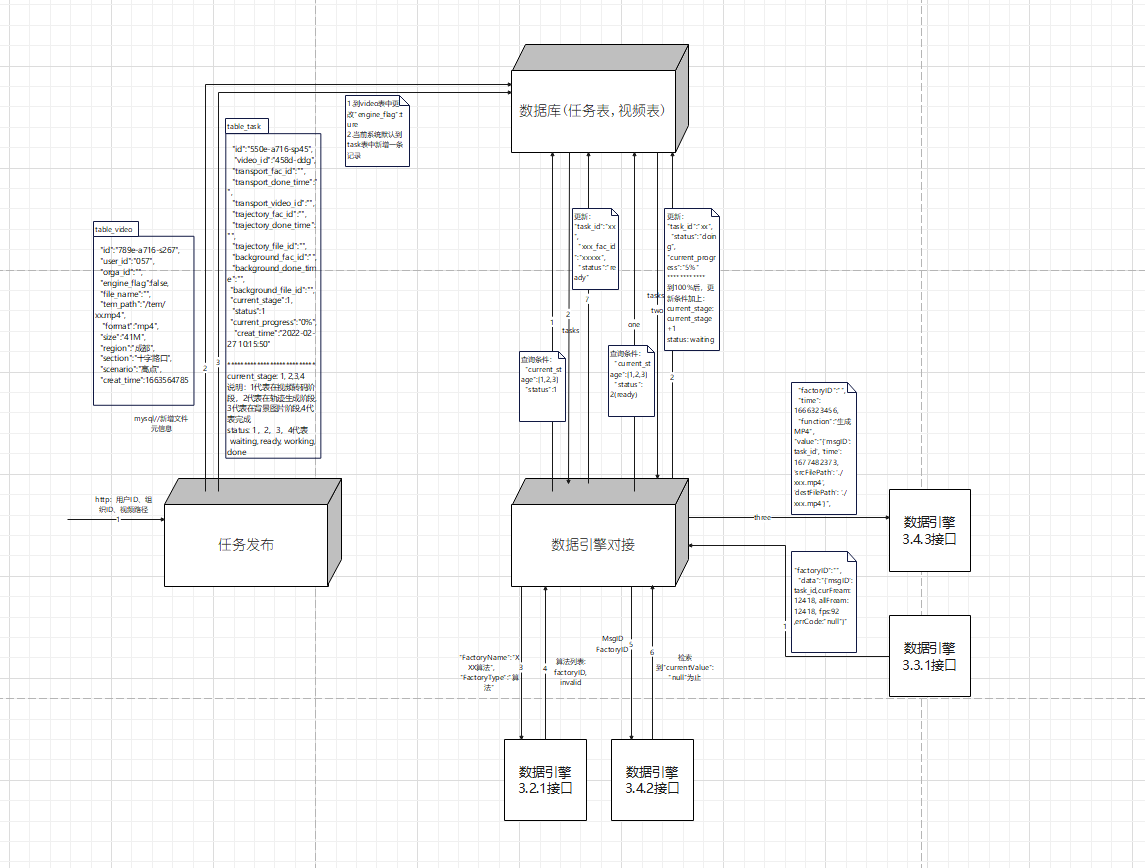 数据库(任务表,视频表)
1.到video表中更
改"engine_flag":t
ure
2.当前系统默认到
task表中新增一条
记录
table_task
"id":"550e-a716-sp45",
"video_id":"458d-ddg",
"transport_fac_id":"",
"transport_done_time":"
",
"transport_video_id":"",
"trajectory_fac_id":"",
"trajectory_done_time":
"",
"trajectory_file_id":"",
"background_fac_id":"",
"background_done_tim
e":"",
"background_file_id":"",
"current_stage":1,
"status":1
"current_progress":"0%",
"creat_time":"2022-02-
27 10:15:50"
**************************
current_stage: 1, 2,3,4
说明：1代表在视频转码阶
段，2代表在轨迹生成阶段,
3代表在背景图片阶段,4代
表完成
status: 1，2，3，4代表
waiting, ready, working,
done
table_video
"id":"789e-a716-s267",
"user_id":"057",
"orga_id":"",
"engine_flag":false,
"file_name":"",
"tem_path":"/tem/
xx.mp4",
"format":"mp4",
"size":"41M",
"region":"成都",
"section":"十字路口",
"scenario":"高点",
"creat_time":1663564785
mysql//新增文件
元信息
2
3
http：用户ID、组
织ID、视频路径
1
任务发布
更新：
"task_id":"xx
",
"xxx_fac_id
":"xxxxx",
"status":"re
ady"
更新：
"task_id":"xx",
"status":"doin
g",
"current_progr
ess":"5%"
************
到100%后，更
新条件加上：
current_stage:
current_stage
+1
status: waiting
1
2
tasks
7
one
tasks
two
2
查询条件：
"current_st
age":[1,2,3]
"status":1
查询条件：
"current_st
age":[1,2,3]
"status":
2(ready)
数据引擎对接
"factoryID":"",
"time":
1666323456,
"function":"生成
MP4",
"value":"{'msgID':
task_id', 'time':
1677482373,
'srcFilePath': './
xxx.mp4',
'destFilePath': './
xxx.mp4'}",
three
数据引擎
3.4.3接口
"factoryID":"",
"data":"{'msgID':
task_id,curFream:
12418, allFream:
12418, fps:92
,errCode:"null"}"
1
数据引擎
3.3.1接口
"FactoryName":"X
XX算法",
"FactoryType":"算
法"
3
4
算法列表:
factoryID,
invalid
MsgID
FactoryID
5
6
检索
到"currentValue":
"null"为止
数据引擎
3.2.1接口
数据引擎
3.4.2接口